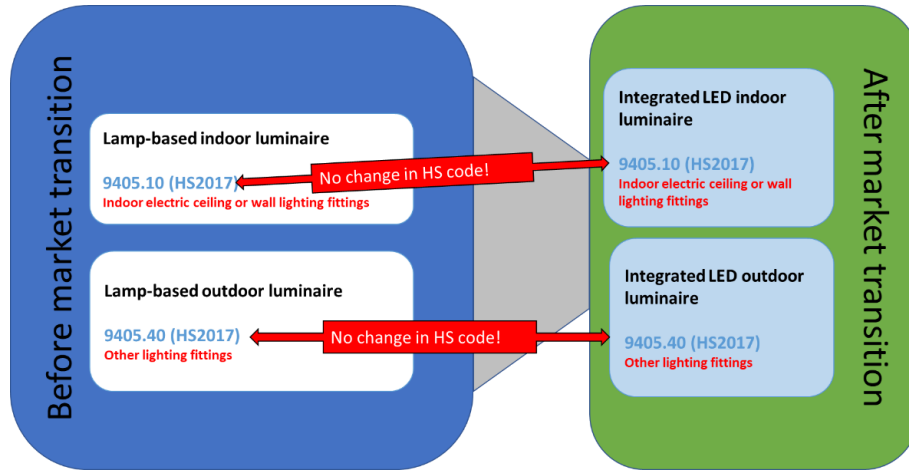 Before market transition
Lamp-based indoor luminaire
9405.10 (HS2017)
Indoor electric ceiling or wall lighting fittings
No change in HS code!
Lamp-based outdoor luminaire
9405.40 (HS2017)
Other lighting fittings
No change in HS code!
Integrated LED indoor
luminaire
9405.10 (HS2017)
Indoor electric ceiling or wall
lighting fittings
Integrated LED outdoor
luminaire
9405.40 (HS2017)
Other lighting fittings
After market transition